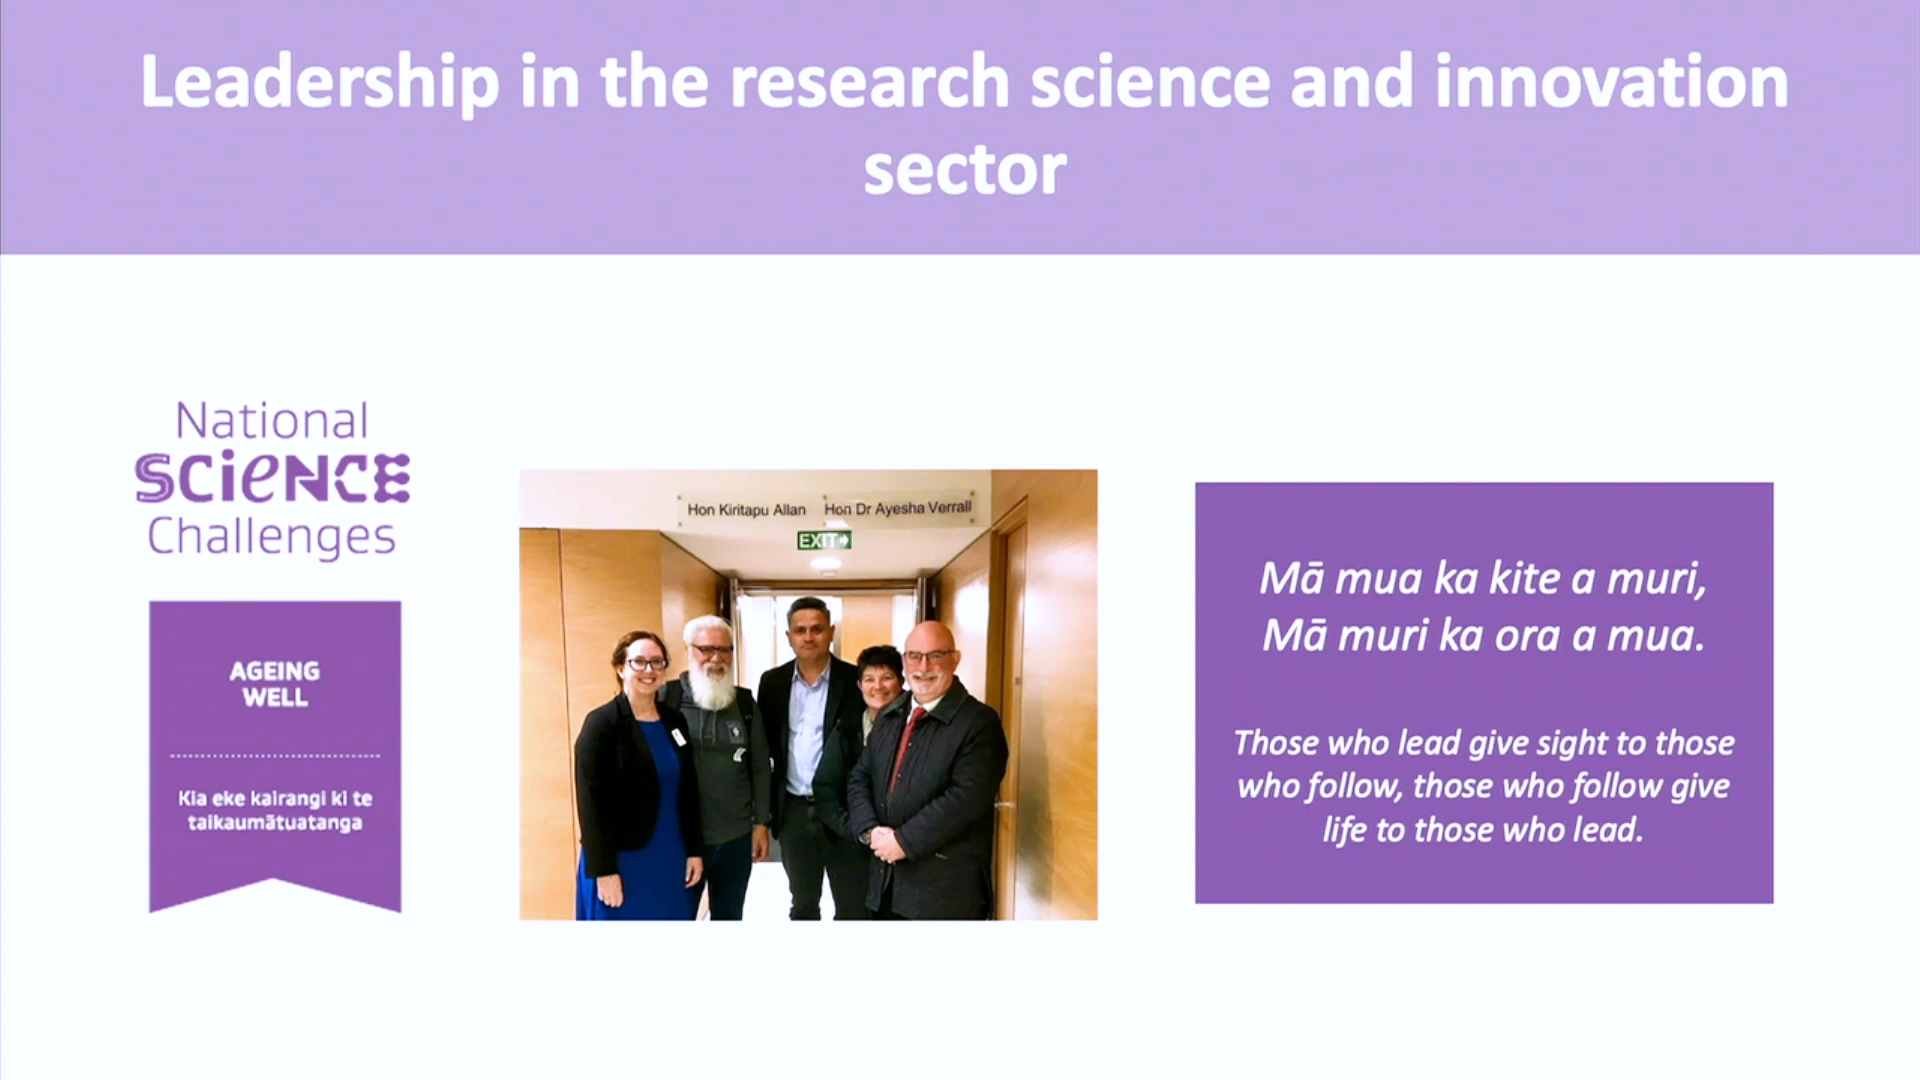 Leadership in the research science and innovation
sector
National
SCIENCE
Challenges
AGEING
WELL
Kia eke kairangi ki te
taikaumātuatanga
Hon Kiritapu Allan Hon Dr Ayesha Verrall
EXIT
Mā mua ka kite a muri,
Mā muri ka ora a mua.
Those who lead give sight to those
who follow, those who follow give
life to those who lead.